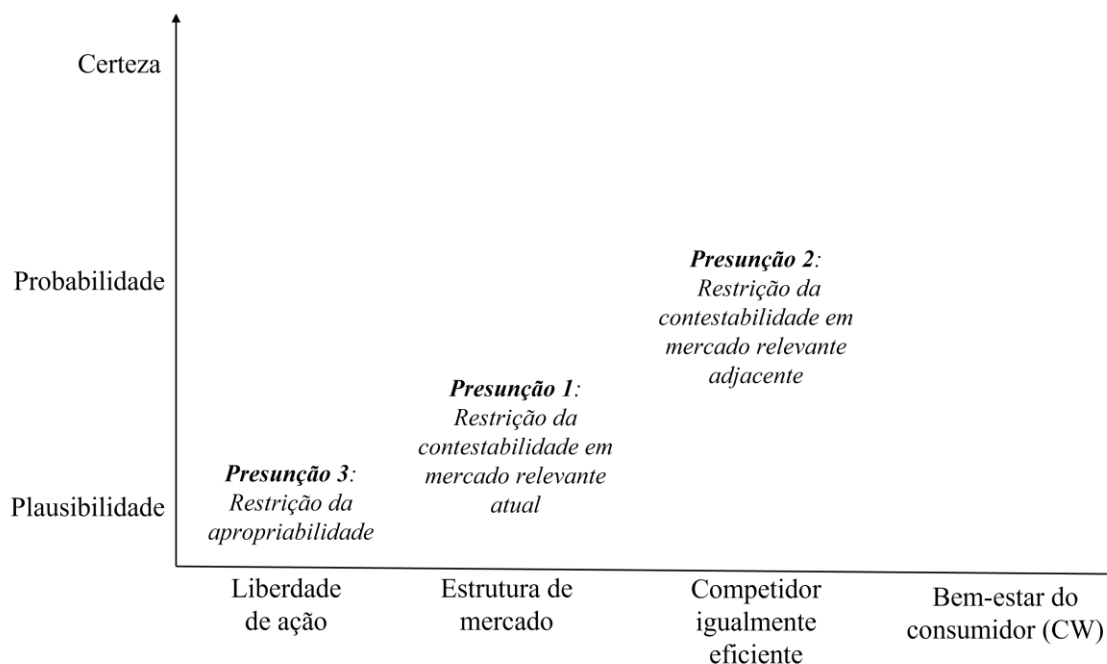 Certeza
Probabilidade
Plausibilidade
Presunção 3:
Restrição da
apropriabilidade
Presunção 1:
Restrição da
contestabilidade em
mercado relevante
atual
Presunção 2:
Restrição da
contestabilidade em
mercado relevante
adjacente
Liberdade
de ação
Estrutura de
mercado
Competidor
igualmente
eficiente
Bem-estar do
consumidor (CW)